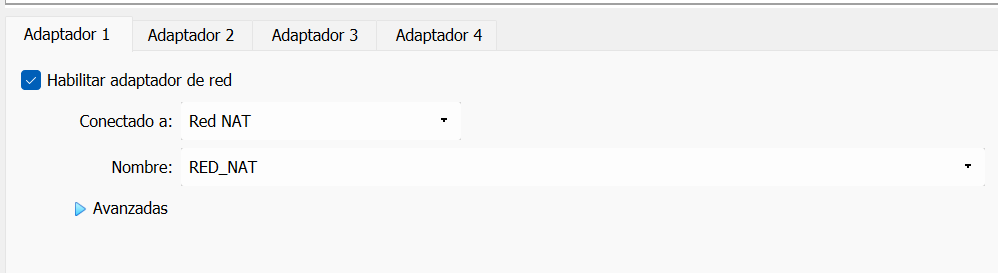 Adaptador 1 Adaptador 2 Adaptador 3 Adaptador 4
Habilitar adaptador de red
Conectado a: Red NAT
Nombre: RED_NAT
Avanzadas